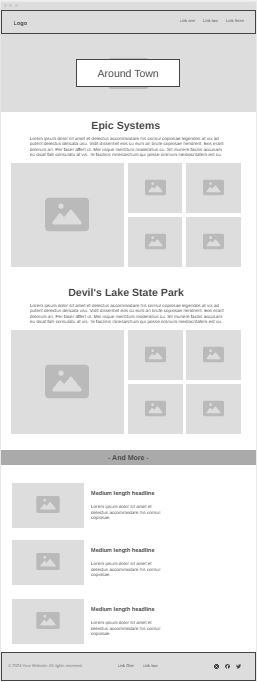 Logo
Link one Link two Link three
Around Town
Epic Systems
Lorem ipsum dolor sit amet et delectus accommodare his consul copiosae legendos at vix ad
putent delectus delicata usu. Vidit dissentiet eos cu eum an brute copiosae hendrerit. Eos erant
dolorum an. Per facer affert ut. Mei iisque mentitum moderatius cu. Sit munere facilis accusam
eu dicat falli consulatu at vis. Te facilisis mnesarchum qui posse omnium mediocritatem est cu.
Devil's Lake State Park
Lorem ipsum dolor sit amet et delectus accommodare his consul copiosae legendos at vix ad
putent delectus delicata usu. Vidit dissentiet eos cu eum an brute copiosae hendrerit. Eos erant
dolorum an. Per facer affert ut. Mei iisque mentitum moderatius cu. Sit munere facilis accusam
eu dicat falli consulatu at vis. Te facilisis mnesarchum qui posse omnium mediocritatem est cu.
- And More -
Medium length headline
Lorem ipsum dolor sit amet et
delectus accommodare his consul
copiosae.
Medium length headline
Lorem ipsum dolor sit amet et
delectus accommodare his consul
copiosae.
Medium length headline
Lorem ipsum dolor sit amet et
delectus accommodare his consul
copiosae.
© 2024 Your Website. All rights reserved. Link One Link two